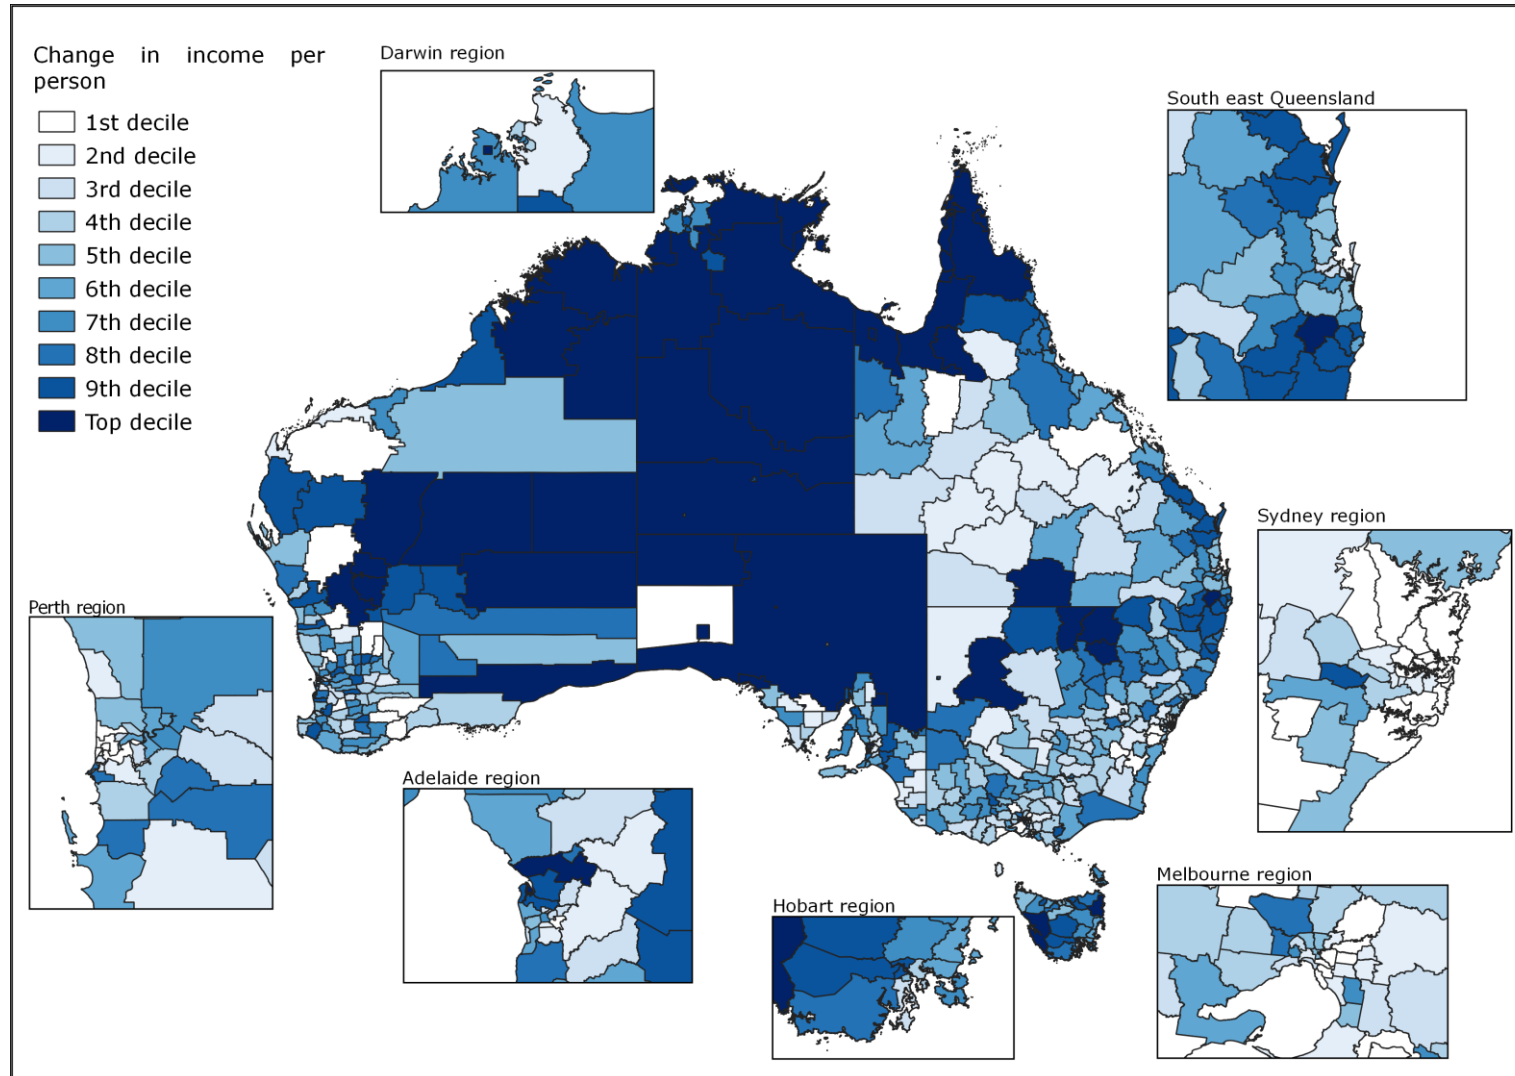 Change in income per
person
1st decile
2nd decile
3rd decile
4th decile
5th decile
6th decile
7th decile
8th decile
9th decile
Top decile
Darwin region
South east Queensland
Sydney region
Perth region
Adelaide region
Hobart region
Melbourne region